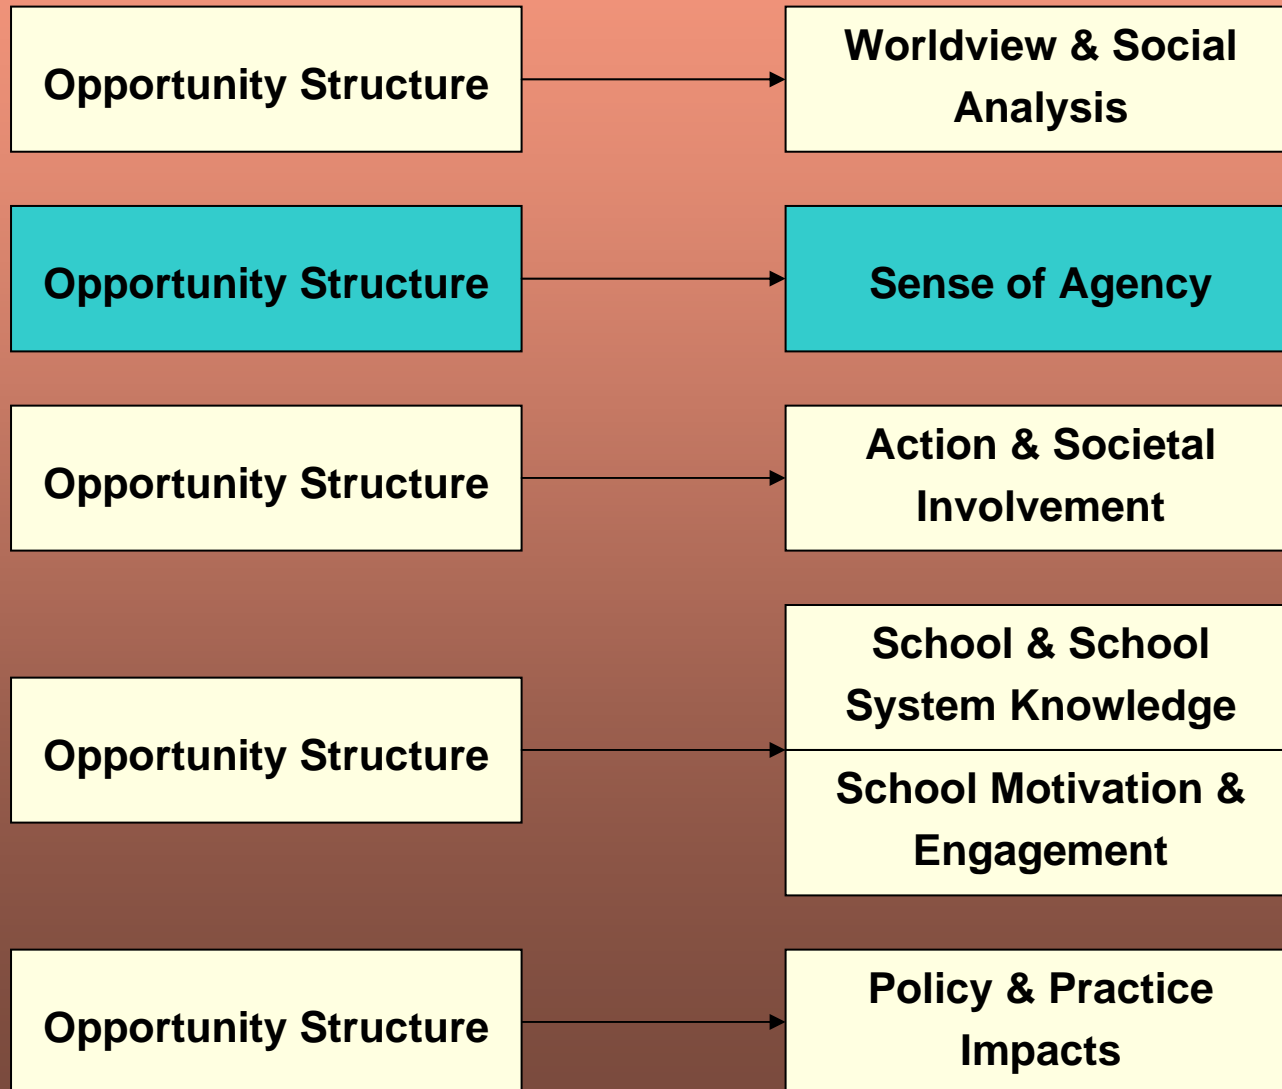 Opportunity Structure
Worldview & Social
Analysis
Opportunity Structure
Sense of Agency
Opportunity Structure
Action & Societal
Involvement
Opportunity Structure
School & School
System Knowledge
School Motivation &
Engagement
Opportunity Structure
Policy & Practice
Impacts